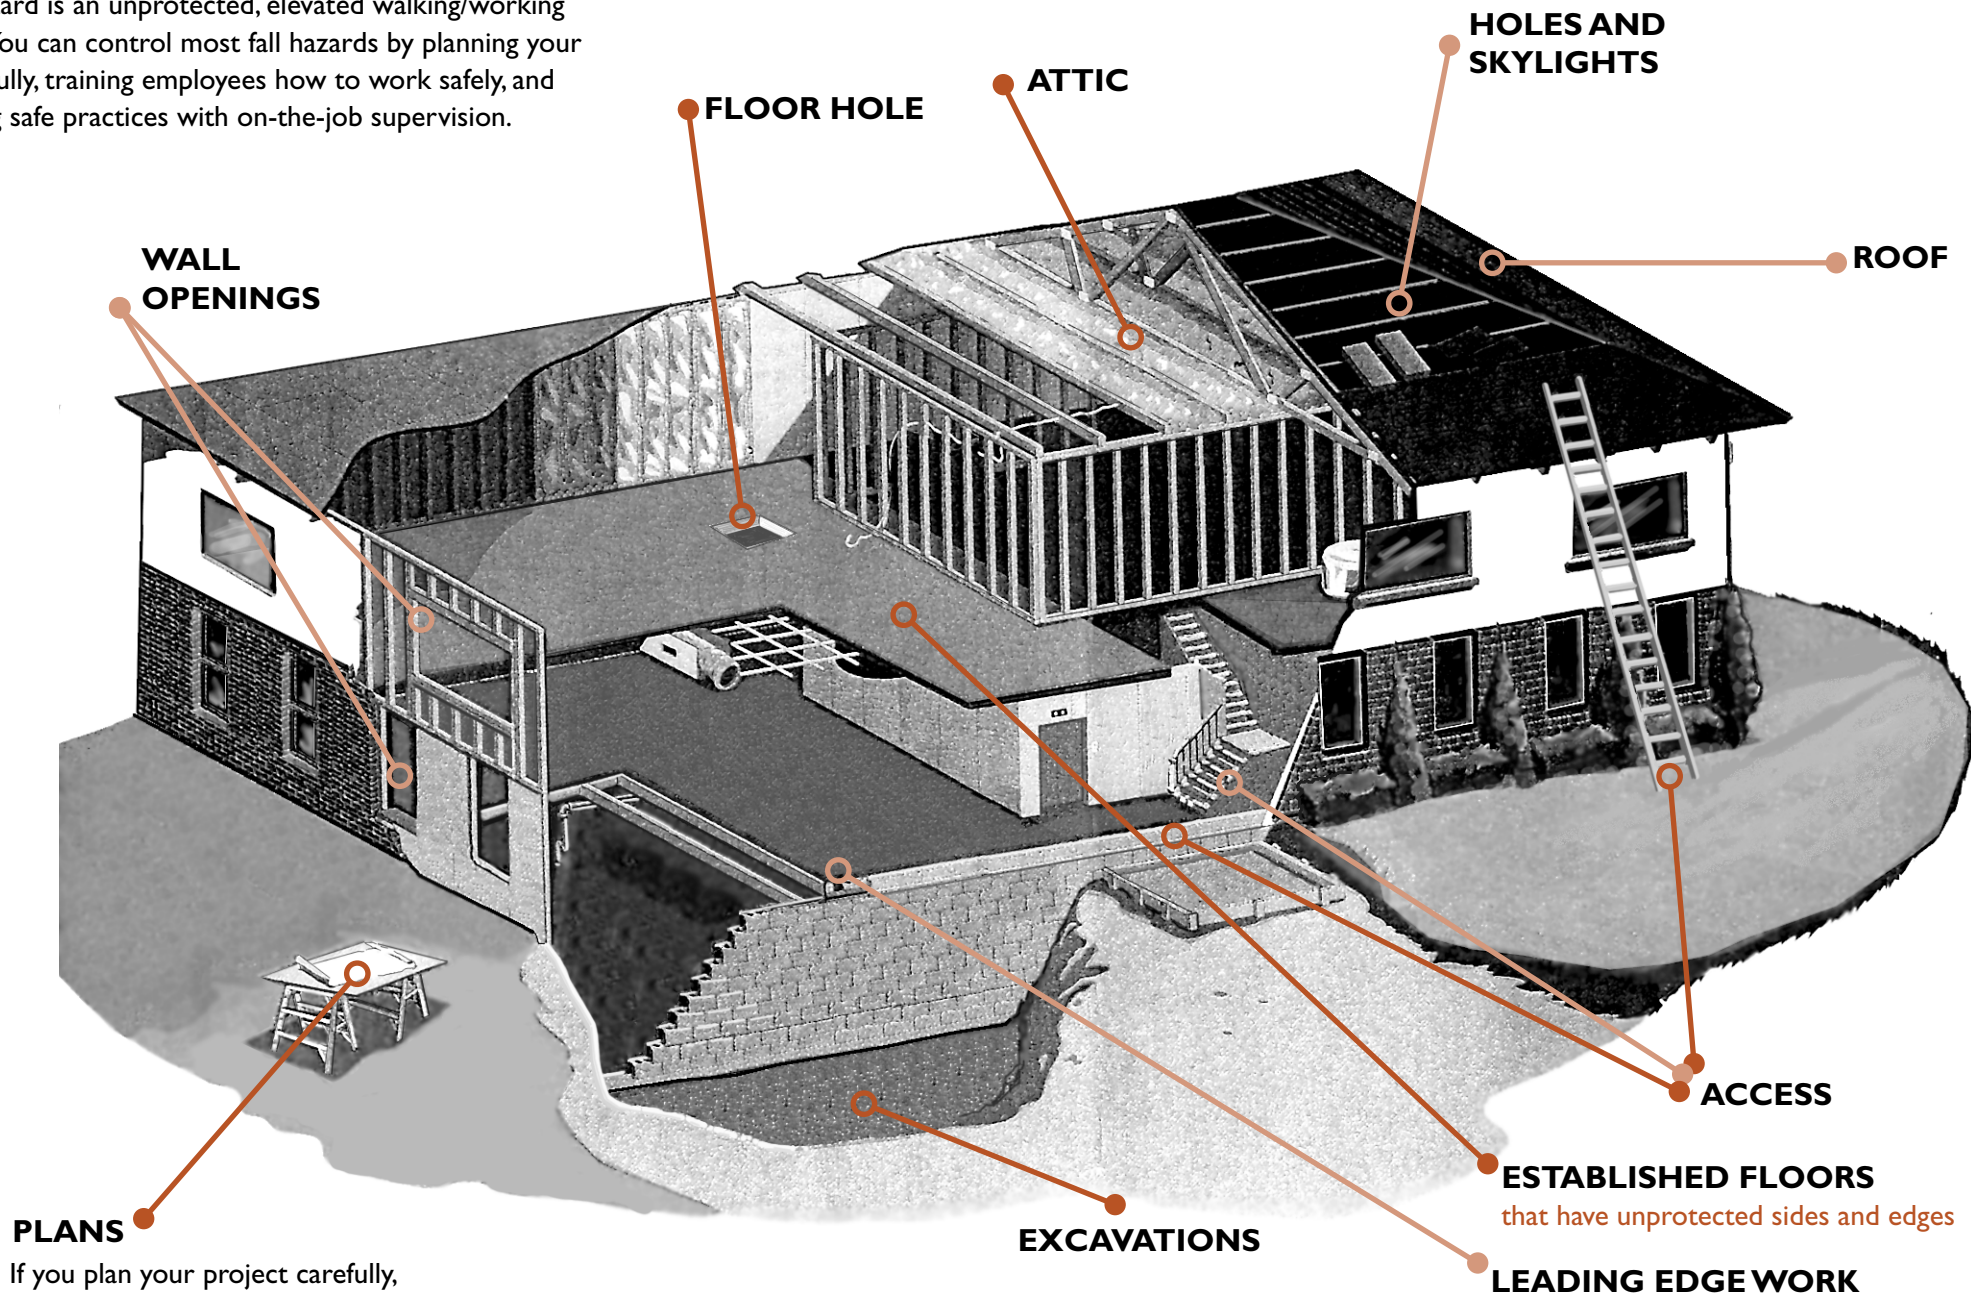 ard is an unprotected, elevated walking/working
You can control most fall hazards by planning your
ully, training employees how to work safely, and
g safe practices with on-the-job supervision.
HOLES AND
SKYLIGHTS
ATTIC
FLOOR HOLE
WALL
OPENINGS
ROOF
ACCESS
ESTABLISHED FLOORS
that have unprotected sides and edges
PLANS
If you plan your project carefully,
EXCAVATIONS
LEADING EDGE WORK